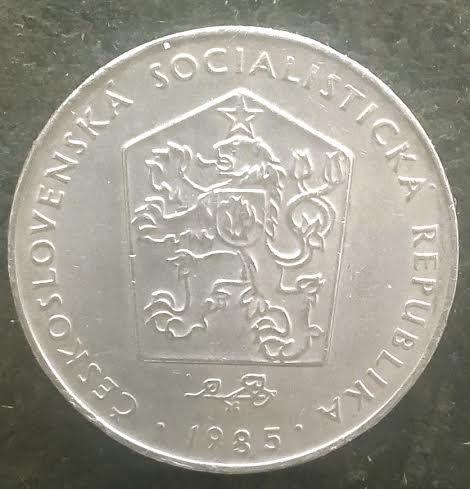 ČESKOSLOVENSKÁ SOCIALISTICKÁ REPUBLIKA
· 1985 ·